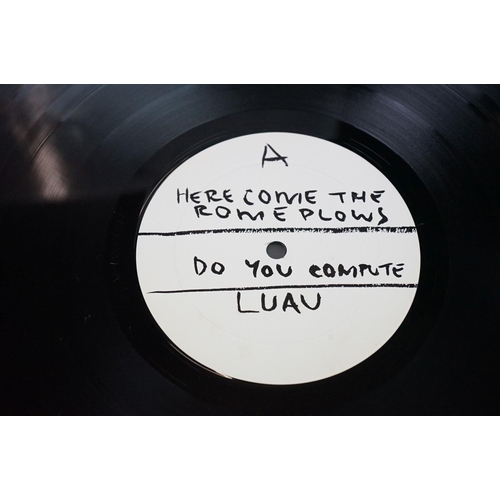 A
HERE COME THE
ROME PLOWS
DO YOU COMPUTE
LUAU